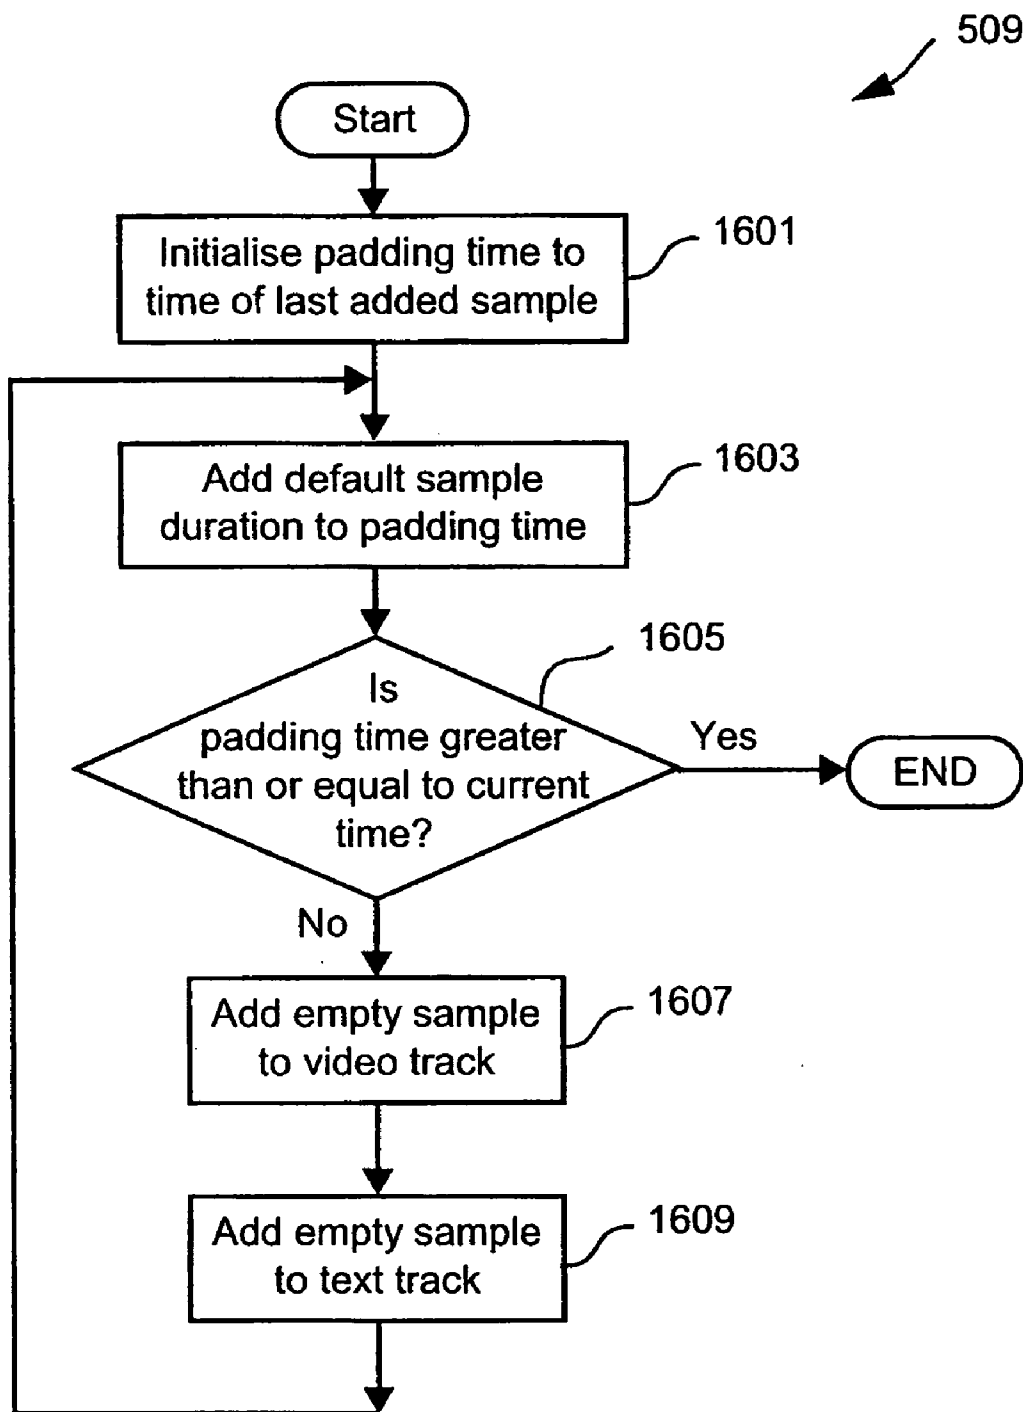 509
Start
1601
Initialise padding time to
time of last added sample
1603
Add default sample
duration to padding time
1605
Is
padding time greater
than or equal to current
time?
Yes
END
No
1607
Add empty sample
to video track
1609
Add empty sample
to text track